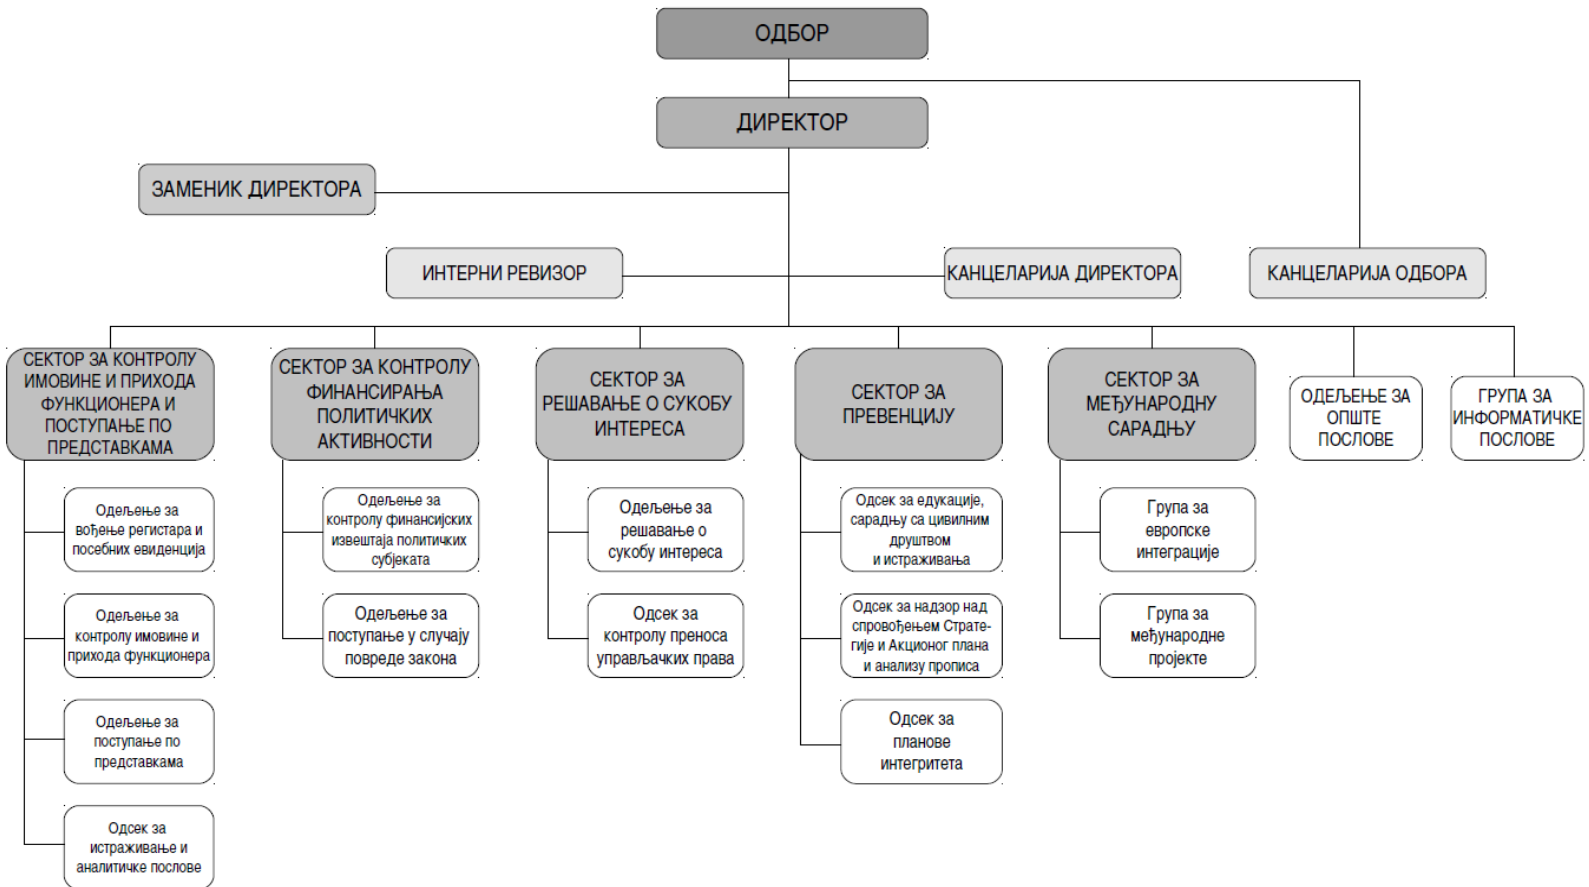 ОДБОР
ДИРЕКТОР
ЗАМЕНИК ДИРЕКТОРА
ИНТЕРНИ РЕВИЗОР
КАНЦЕЛАРИЈА ДИРЕКТОРА
КАНЦЕЛАРИЈА ОДБОРА
СЕКТОР ЗА КОНТРОЛУ
ИМОВИНЕ И ПРИХОДА
ФУНКЦИОНЕРА И
ПОСТУПАЊЕ ПО
ПРЕДСТАВКАМА
СЕКТОР ЗА КОНТРОЛУ
ФИНАНСИРАЊА
ПОЛИТИЧКИХ
АКТИВНОСТИ
СЕКТОР ЗА
РЕШАВАЊЕ О СУКОБУ
ИНТЕРЕСА
СЕКТОР ЗА
ПРЕВЕНЦИЈУ
СЕКТОР ЗА
МЕЂУНАРОДНУ
САРАДЊУ
ОДЕЉЕЊЕ ЗА
ОПШТЕ
ПОСЛОВЕ
ГРУПА ЗА
ИНФОРМАТИЧКЕ
ПОСЛОВЕ
Одељење за
вођење регистара и
посебних евиденција
Одељење за
контролу финансијских
извештаја политичких
субјеката
Одељење за
решавање о
сукобу интереса
Одсек за едукације,
сарадњу са цивилним
друштвом
и истраживања
Група за
европске
интеграције
Одељење за
контролу имовине и
прихода функционера
Одељење за
поступање у случају
повреде закона
Одсек за
контролу преноса
управљачких права
Одсек за надзор над
спровођењем Страте-
гије и Акционог плана
и анализу прописа
Група за
међународне
пројекте
Одељење за
поступање по
представкама
Одсек за
планове
интегритета
Одсек за
истраживање и
аналитичке послове